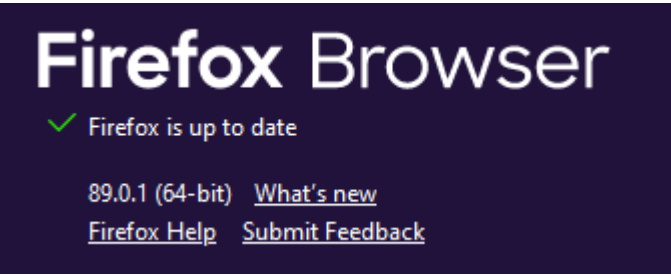 Firefox Browser
Firefox is up to date
89.0.1 (64-bit) What's new
Firefox Help Submit Feedback